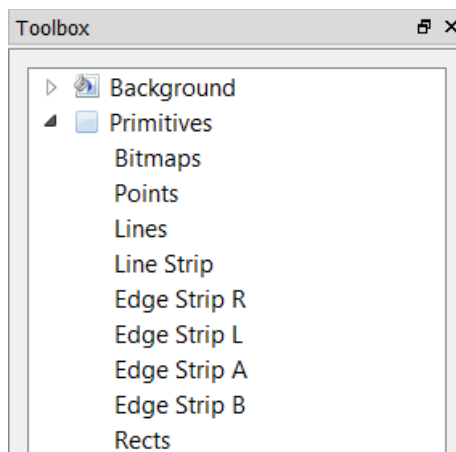 Toolbox
Background
Primitives
Bitmaps
Points
Lines
Line Strip
Edge Strip R
Edge Strip L
Edge Strip A
Edge Strip B
Rects